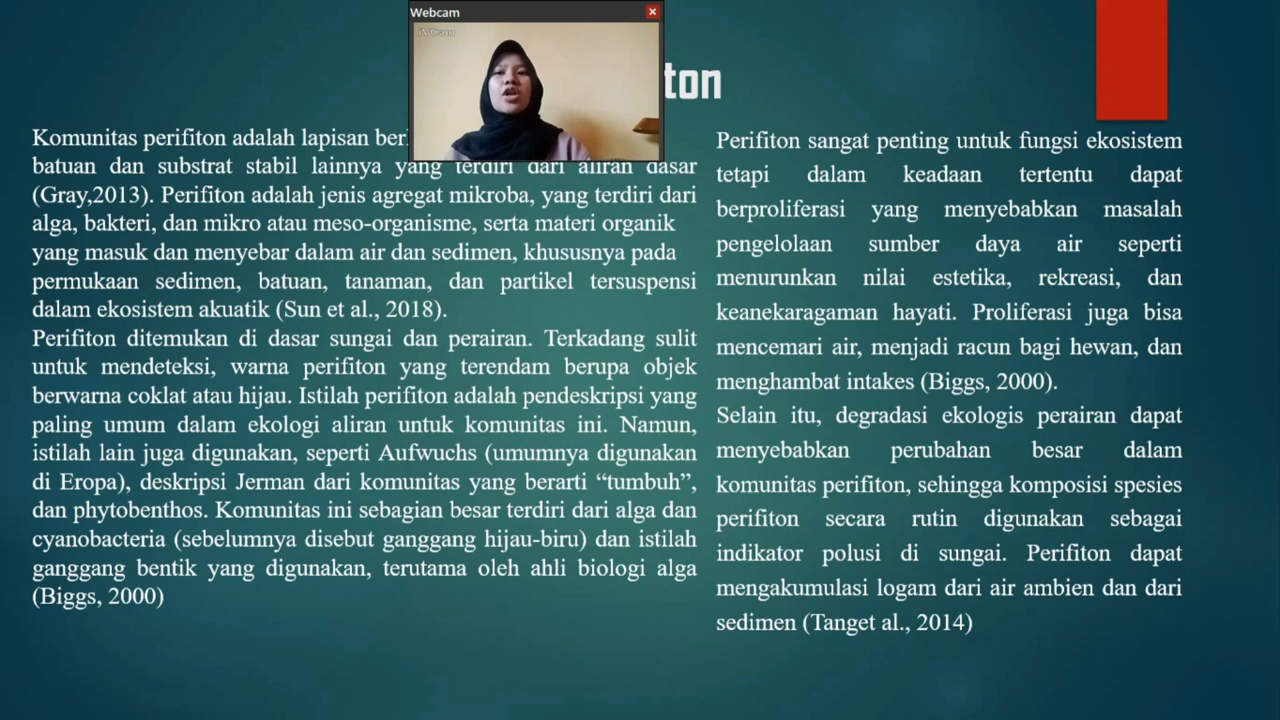 Webcam
iVCam
ton
Komunitas perifiton adalah lapisan
batuan dan substrat stabil lainnya yang terdiri dari aliran dasar
(Gray,2013). Perifiton adalah jenis agregat mikroba, yang terdiri dari
alga, bakteri, dan mikro atau meso-organisme, serta materi organik
yang masuk dan menyebar dalam air dan sedimen, khususnya pada
permukaan sedimen, batuan, tanaman, dan partikel tersuspensi
dalam ekosistem akuatik (Sun et al., 2018).
Perifiton ditemukan di dasar sungai dan perairan. Terkadang sulit
untuk mendeteksi, warna perifiton yang terendam berupa objek
berwarna coklat atau hijau. Istilah perifiton adalah pendeskripsi yang
paling umum dalam ekologi aliran untuk komunitas ini. Namun,
istilah lain juga digunakan, seperti Aufwuchs (umumnya digunakan
di Eropa), deskripsi Jerman dari komunitas yang berarti “tumbuh”,
dan phytobenthos. Komunitas ini sebagian besar terdiri dari alga dan
cyanobacteria (sebelumnya disebut ganggang hijau-biru) dan istilah
ganggang bentik yang digunakan, terutama oleh ahli biologi alga
(Biggs, 2000)
Perifiton sangat penting untuk fungsi ekosistem
tetapi dalam keadaan tertentu dapat
berproliferasi yang menyebabkan masalah
pengelolaan sumber daya air seperti
menurunkan nilai estetika, rekreasi, dan
keanekaragaman hayati. Proliferasi juga bisa
mencemari air, menjadi racun bagi hewan, dan
menghambat intakes (Biggs, 2000).
Selain itu, degradasi ekologis perairan dapat
menyebabkan perubahan besar dalam
komunitas perifiton, sehingga komposisi spesies
perifiton secara rutin digunakan sebagai
indikator polusi di sungai. Perifiton dapat
mengakumulasi logam dari air ambien dan dari
sedimen (Tanget al., 2014)